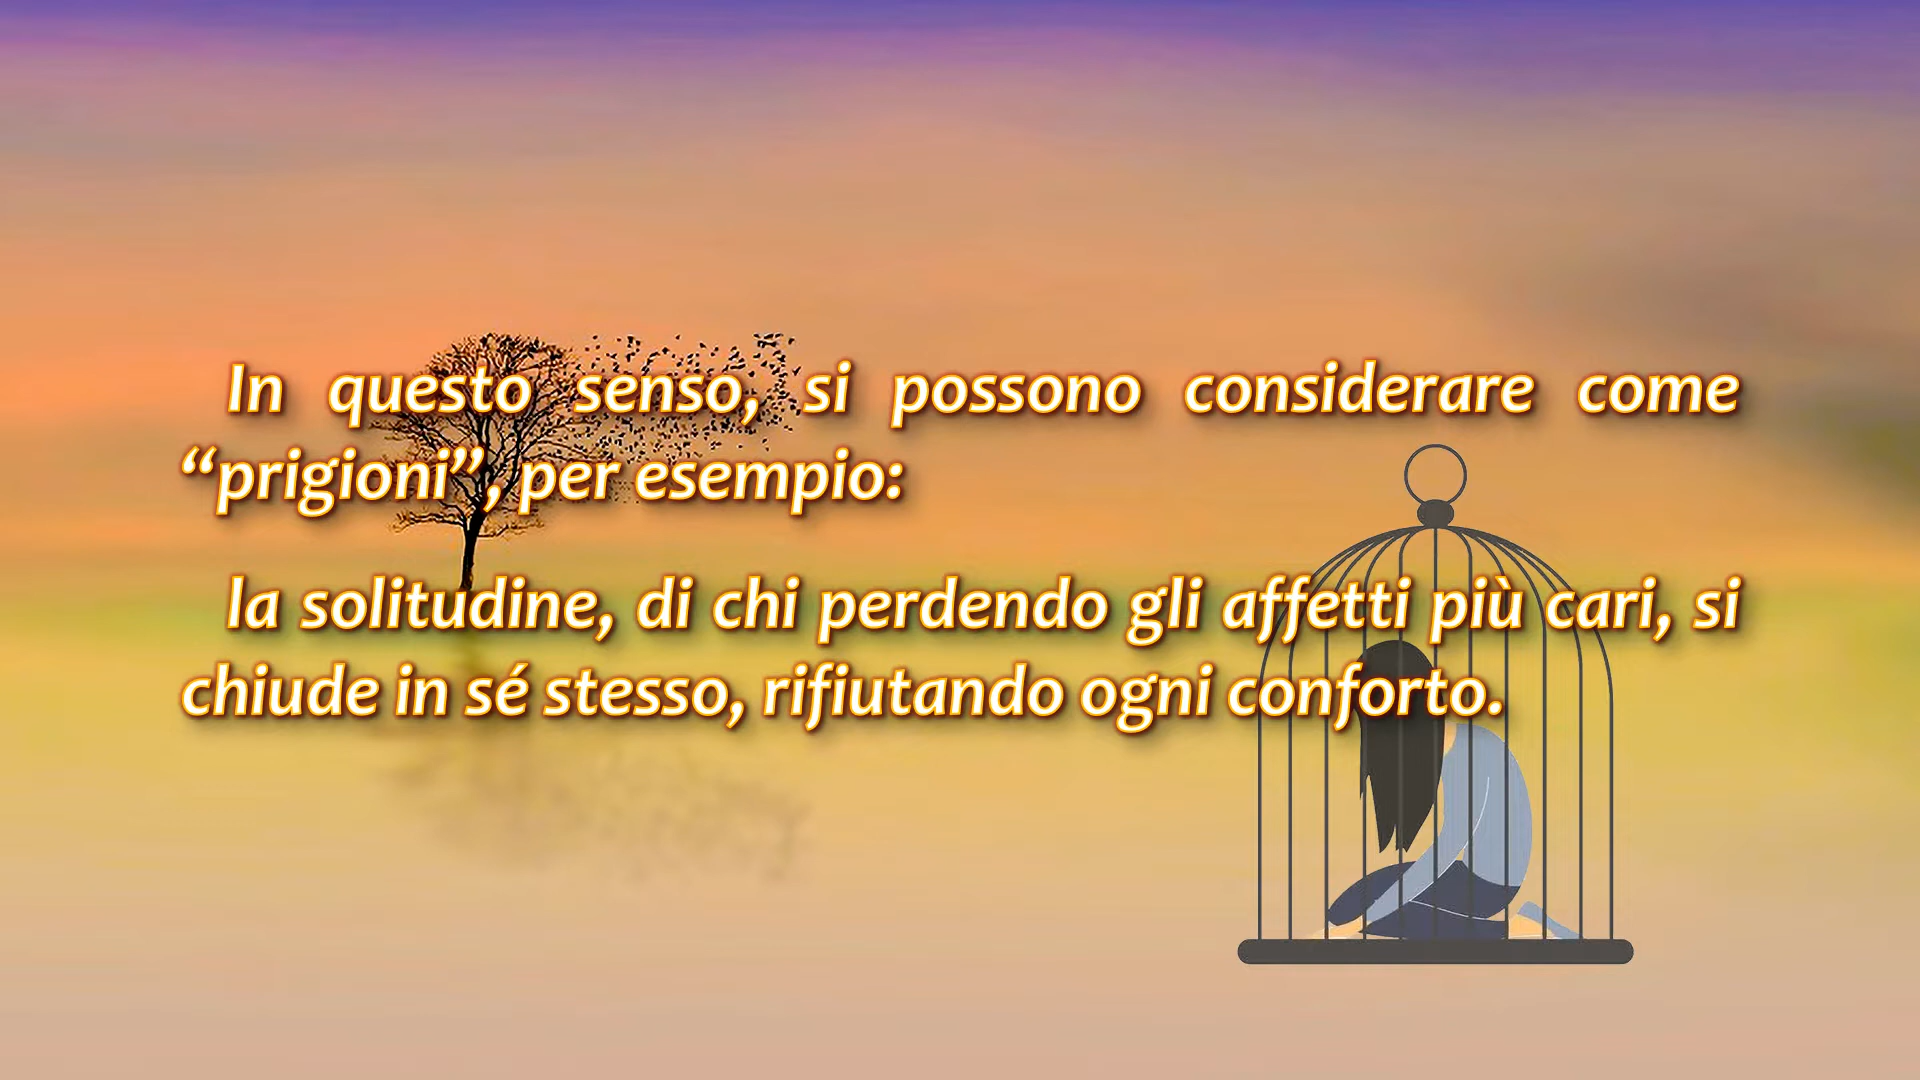 In questo senso, si possono considerare come
“prigioni”, per esempio:
la solitudine, di chi perdendo gli affetti più cari, si
chiude in sé stesso, rifiutando ogni conforto.